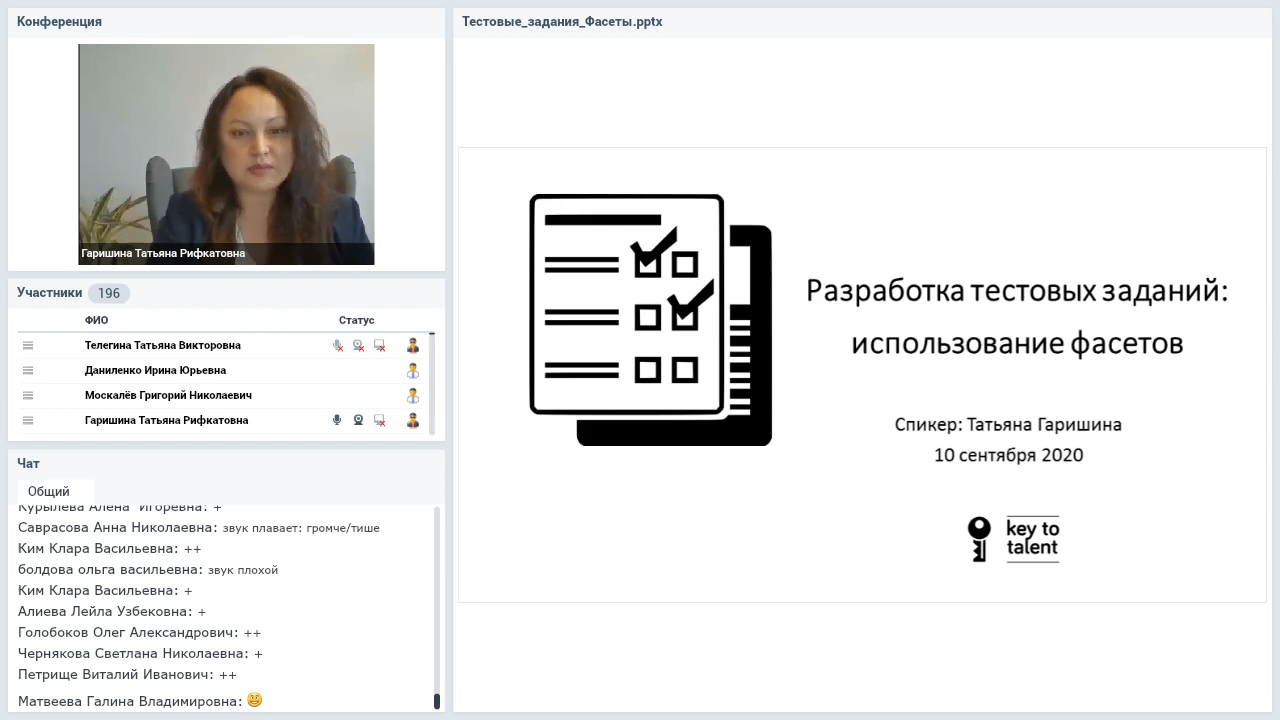 Конференция
Гаришина Татьяна Рифкатовна
Участники 196
ФИО Статус
Телегина Татьяна Викторовна
Даниленко Ирина Юрьевна
Москалёв Григорий Николаевич
Гаришина Татьяна Рифкатовна
Чат
Общий
Курылева Алена Игоревна: +
Саврасова Анна Николаевна: звук плавает: громче/тише
Ким Клара Васильевна: ++
болдова ольга васильевна: звук плохой
Ким Клара Васильевна: +
Алиева Лейла Узбековна: +
Голобоков Олег Александрович: ++
Чернякова Светлана Николаевна: +
Петрище Виталий Иванович: ++
Матвеева Галина Владимировна:
Тестовые_задания_Фасеты.pptx
Разработка тестовых заданий:
использование фасетов
Спикер: Татьяна Гаришина
10 сентября 2020
key to
talent